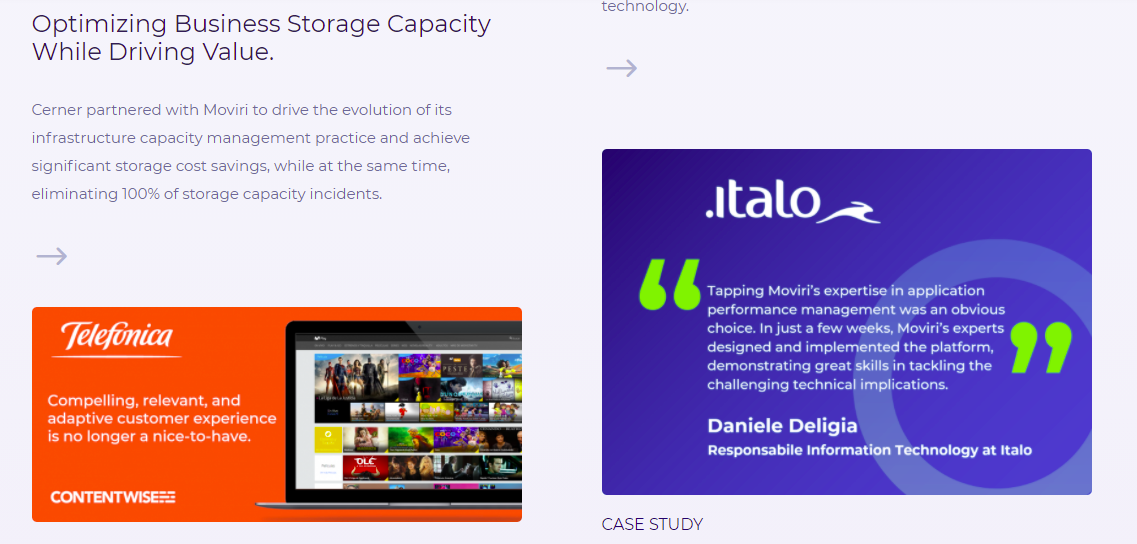 Optimizing Business Storage Capacity
While Driving Value.
Cerner partnered with Moviri to drive the evolution of its
infrastructure capacity management practice and achieve
significant storage cost savings, while at the same time,
eliminating 100% of storage capacity incidents.
Telefónica
Compelling, relevant, and
adaptive customer experience
is no longer a nice-to-have.
CONTENTWISE
technology.
.italo
“Tapping Moviri’s expertise in application
performance management was an obvious
choice. In just a few weeks, Moviri’s experts
designed and implemented the platform,
demonstrating great skills in tackling the
challenging technical implications.”
Daniele Deligia
Responsabile Information Technology at Italo
CASE STUDY